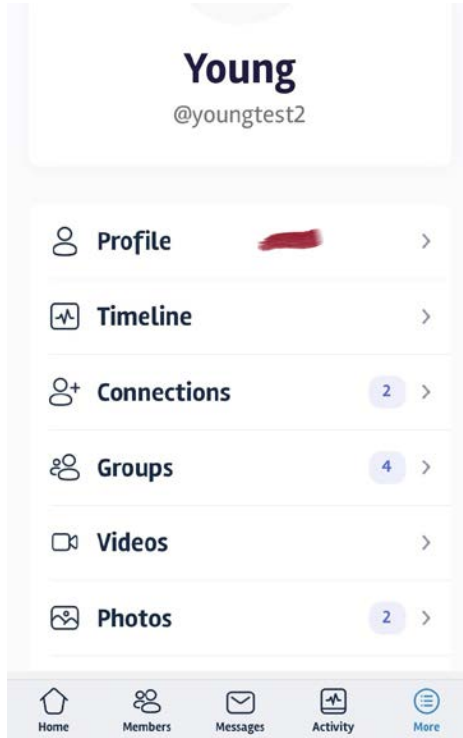 Young
@youngtest2
Profile
Timeline
Connections 2
Groups 4
Videos
Photos 2
Home Members Messages Activity More